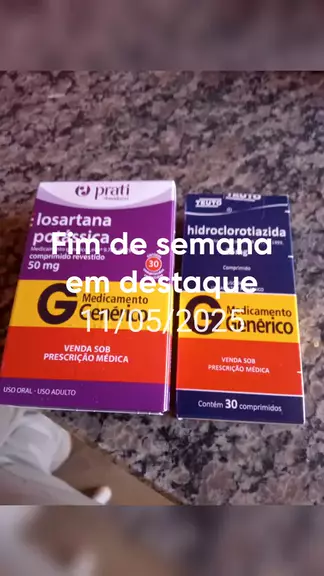 prati
losartana
potássica
comprimido revestido
50 mg
30
G Medicamento
Genérico
VENDA SOB
PRESCRIÇÃO MÉDICA
USO ORAL - USO ADULTO
TEUTO
hidroclorotiazida
mg
Comprimido
G Medicamento
Genérico
VENDA SOB
PRESCRIÇÃO MÉDICA
Contém 30 comprimidos
Fim de semana
em destaque
11/05/2025